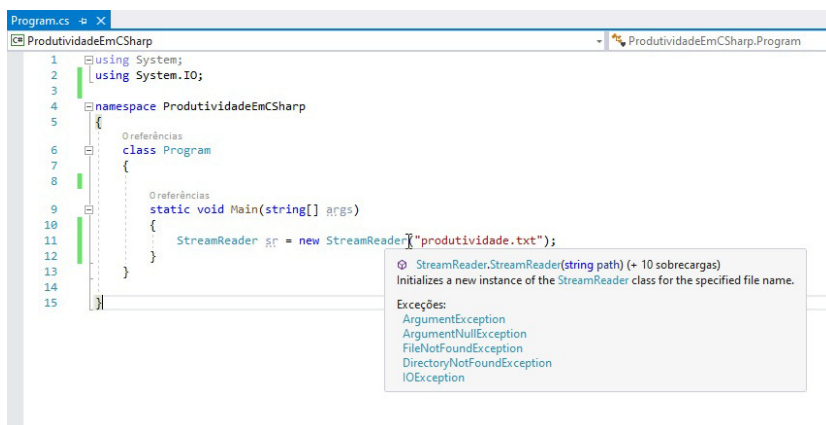 Program.cs
ProdutividadeEmCSharp ProdutividadeEmCSharp.Program
1 using System;
2 using System.IO;
3
4 namespace ProdutividadeEmCSharp
5 {
0 referências
6 class Program
7 {
8
0 referências
9 static void Main(string[] args)
10 {
11 StreamReader sr = new StreamReader("produtividade.txt");
12 }
13 }
14
15 }
StreamReader.StreamReader(string path) (+ 10 sobrecargas)
Initializes a new instance of the StreamReader class for the specified file name.
Exceções:
ArgumentException
ArgumentNullException
FileNotFoundException
DirectoryNotFoundException
IOException